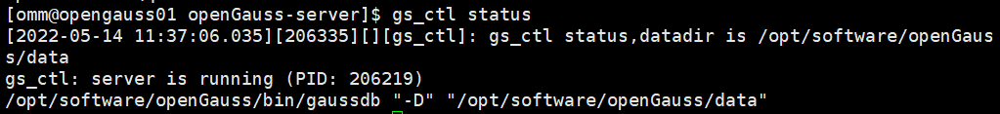 [omm@opengauss01 openGauss-server]$ gs_ctl status
[2022-05-14 11:37:06.035][206335][][gs_ctl]: gs_ctl status,datadir is /opt/software/openGaus
s/data
gs_ctl: server is running (PID: 206219)
/opt/software/openGauss/bin/gaussdb "-D" "/opt/software/openGauss/data"